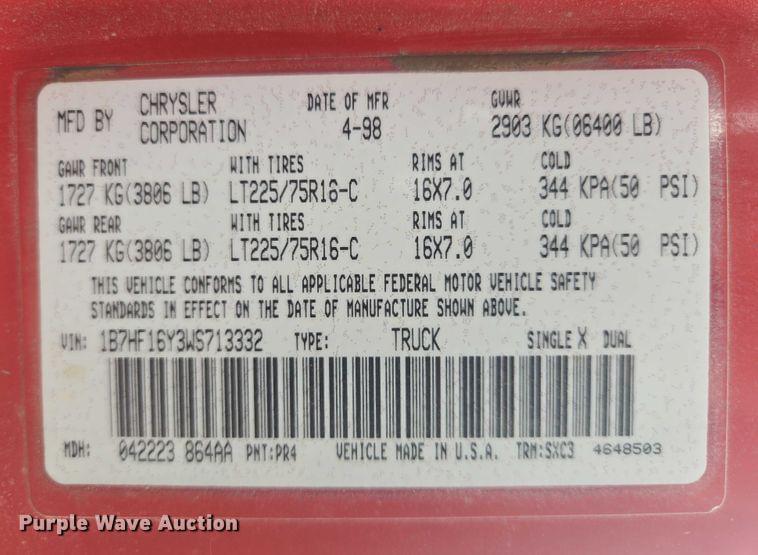 MFD BY CHRYSLER CORPORATION DATE OF MFR 4-98 GVWR 2903 KG(06400 LB)
GAWR FRONT WITH TIRES RIMS AT COLD
1727 KG(3806 LB) LT225/75R16-C 16X7.0 344 KPA(50 PSI)
GAWR REAR WITH TIRES RIMS AT COLD
1727 KG(3806 LB) LT225/75R16-C 16X7.0 344 KPA(50 PSI)
THIS VEHICLE CONFORMS TO ALL APPLICABLE FEDERAL MOTOR VEHICLE SAFETY
STANDARDS IN EFFECT ON THE DATE OF MANUFACTURE SHOWN ABOVE.
VIN: 1B7HF16Y3WS713332 TYPE: TRUCK SINGLE X DUAL
MDH: 042223 864AA PNT:PR4 VEHICLE MADE IN U.S.A. TRM:SXC3 4648503
Purple Wave Auction